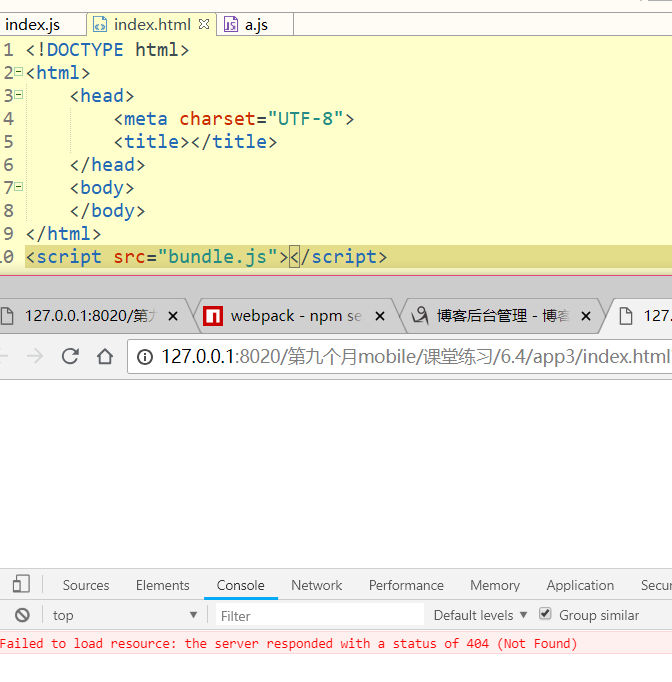 index.js index.html a.js
1 <!DOCTYPE html>
2 <html>
3 <head>
4 <meta charset="UTF-8">
5 <title></title>
6 </head>
7 <body>
8 </body>
9 </html>
10 <script src="bundle.js"></script>
127.0.0.1:8020/第 webpack - npm se 博客后台管理 - 博客 127.
127.0.0.1:8020/第九个月mobile/课堂练习/6.4/app3/index.html
Sources Elements Console Network Performance Memory Application Secur
top Filter Default levels Group similar
Failed to load resource: the server responded with a status of 404 (Not Found)